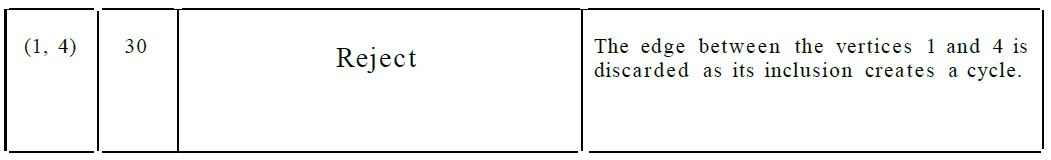 (1, 4) 30 Reject The edge between the vertices 1 and 4 is
discarded as its inclusion creates a cycle.